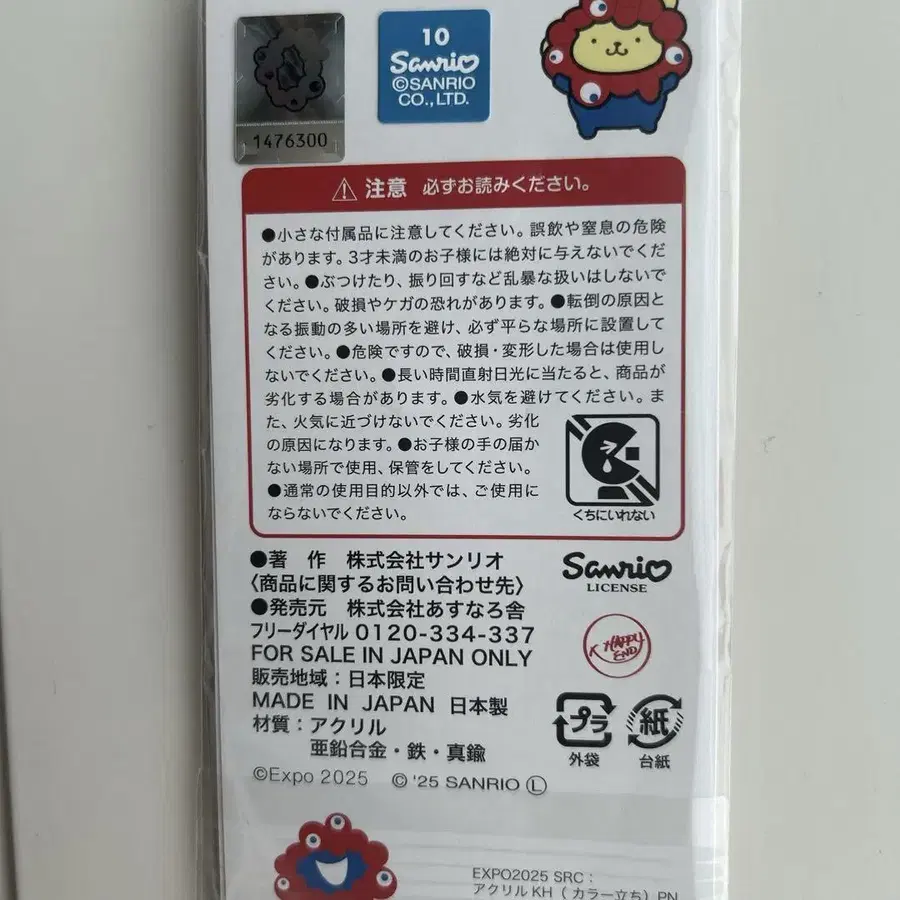 1476300
10
Sanrio
©SANRIO
CO., LTD.
⚠ 注意 必ずお読みください。
●小さな付属品に注意してください。誤飲や窒息の危険
があります。3才未満のお子様には絶対に与えないでくだ
さい。●ぶつけたり、振り回すなど乱暴な扱いはしないで
ください。破損やケガの恐れがあります。●転倒の原因と
なる振動の多い場所を避け、必ず平らな場所に設置して
ください。●危険ですので、破損・変形した場合は使用し
ないでください。●長い時間直射日光に当たると、商品が
劣化する場合があります。●水気を避けてください。ま
た、火気に近づけないでください。劣化
の原因になります。●お子様の手の届か
ない場所で使用、保管をしてください。
●通常の使用目的以外では、ご使用に
ならないでください。
くちにいれない
●著 作 株式会社サンリオ
〈商品に関するお問い合わせ先〉
●発売元 株式会社あすなろ舎
フリーダイヤル 0120-334-337
FOR SALE IN JAPAN ONLY
販売地域：日本限定
MADE IN JAPAN 日本製
材質：アクリル
亜鉛合金・鉄・真鍮
©Expo 2025 © '25 SANRIO Ⓛ
Sanrio
LICENSE
K HAPPY
END
プラ
外袋
紙
台紙
EXPO2025 SRC：
アクリルKH（カラー立ち）PN